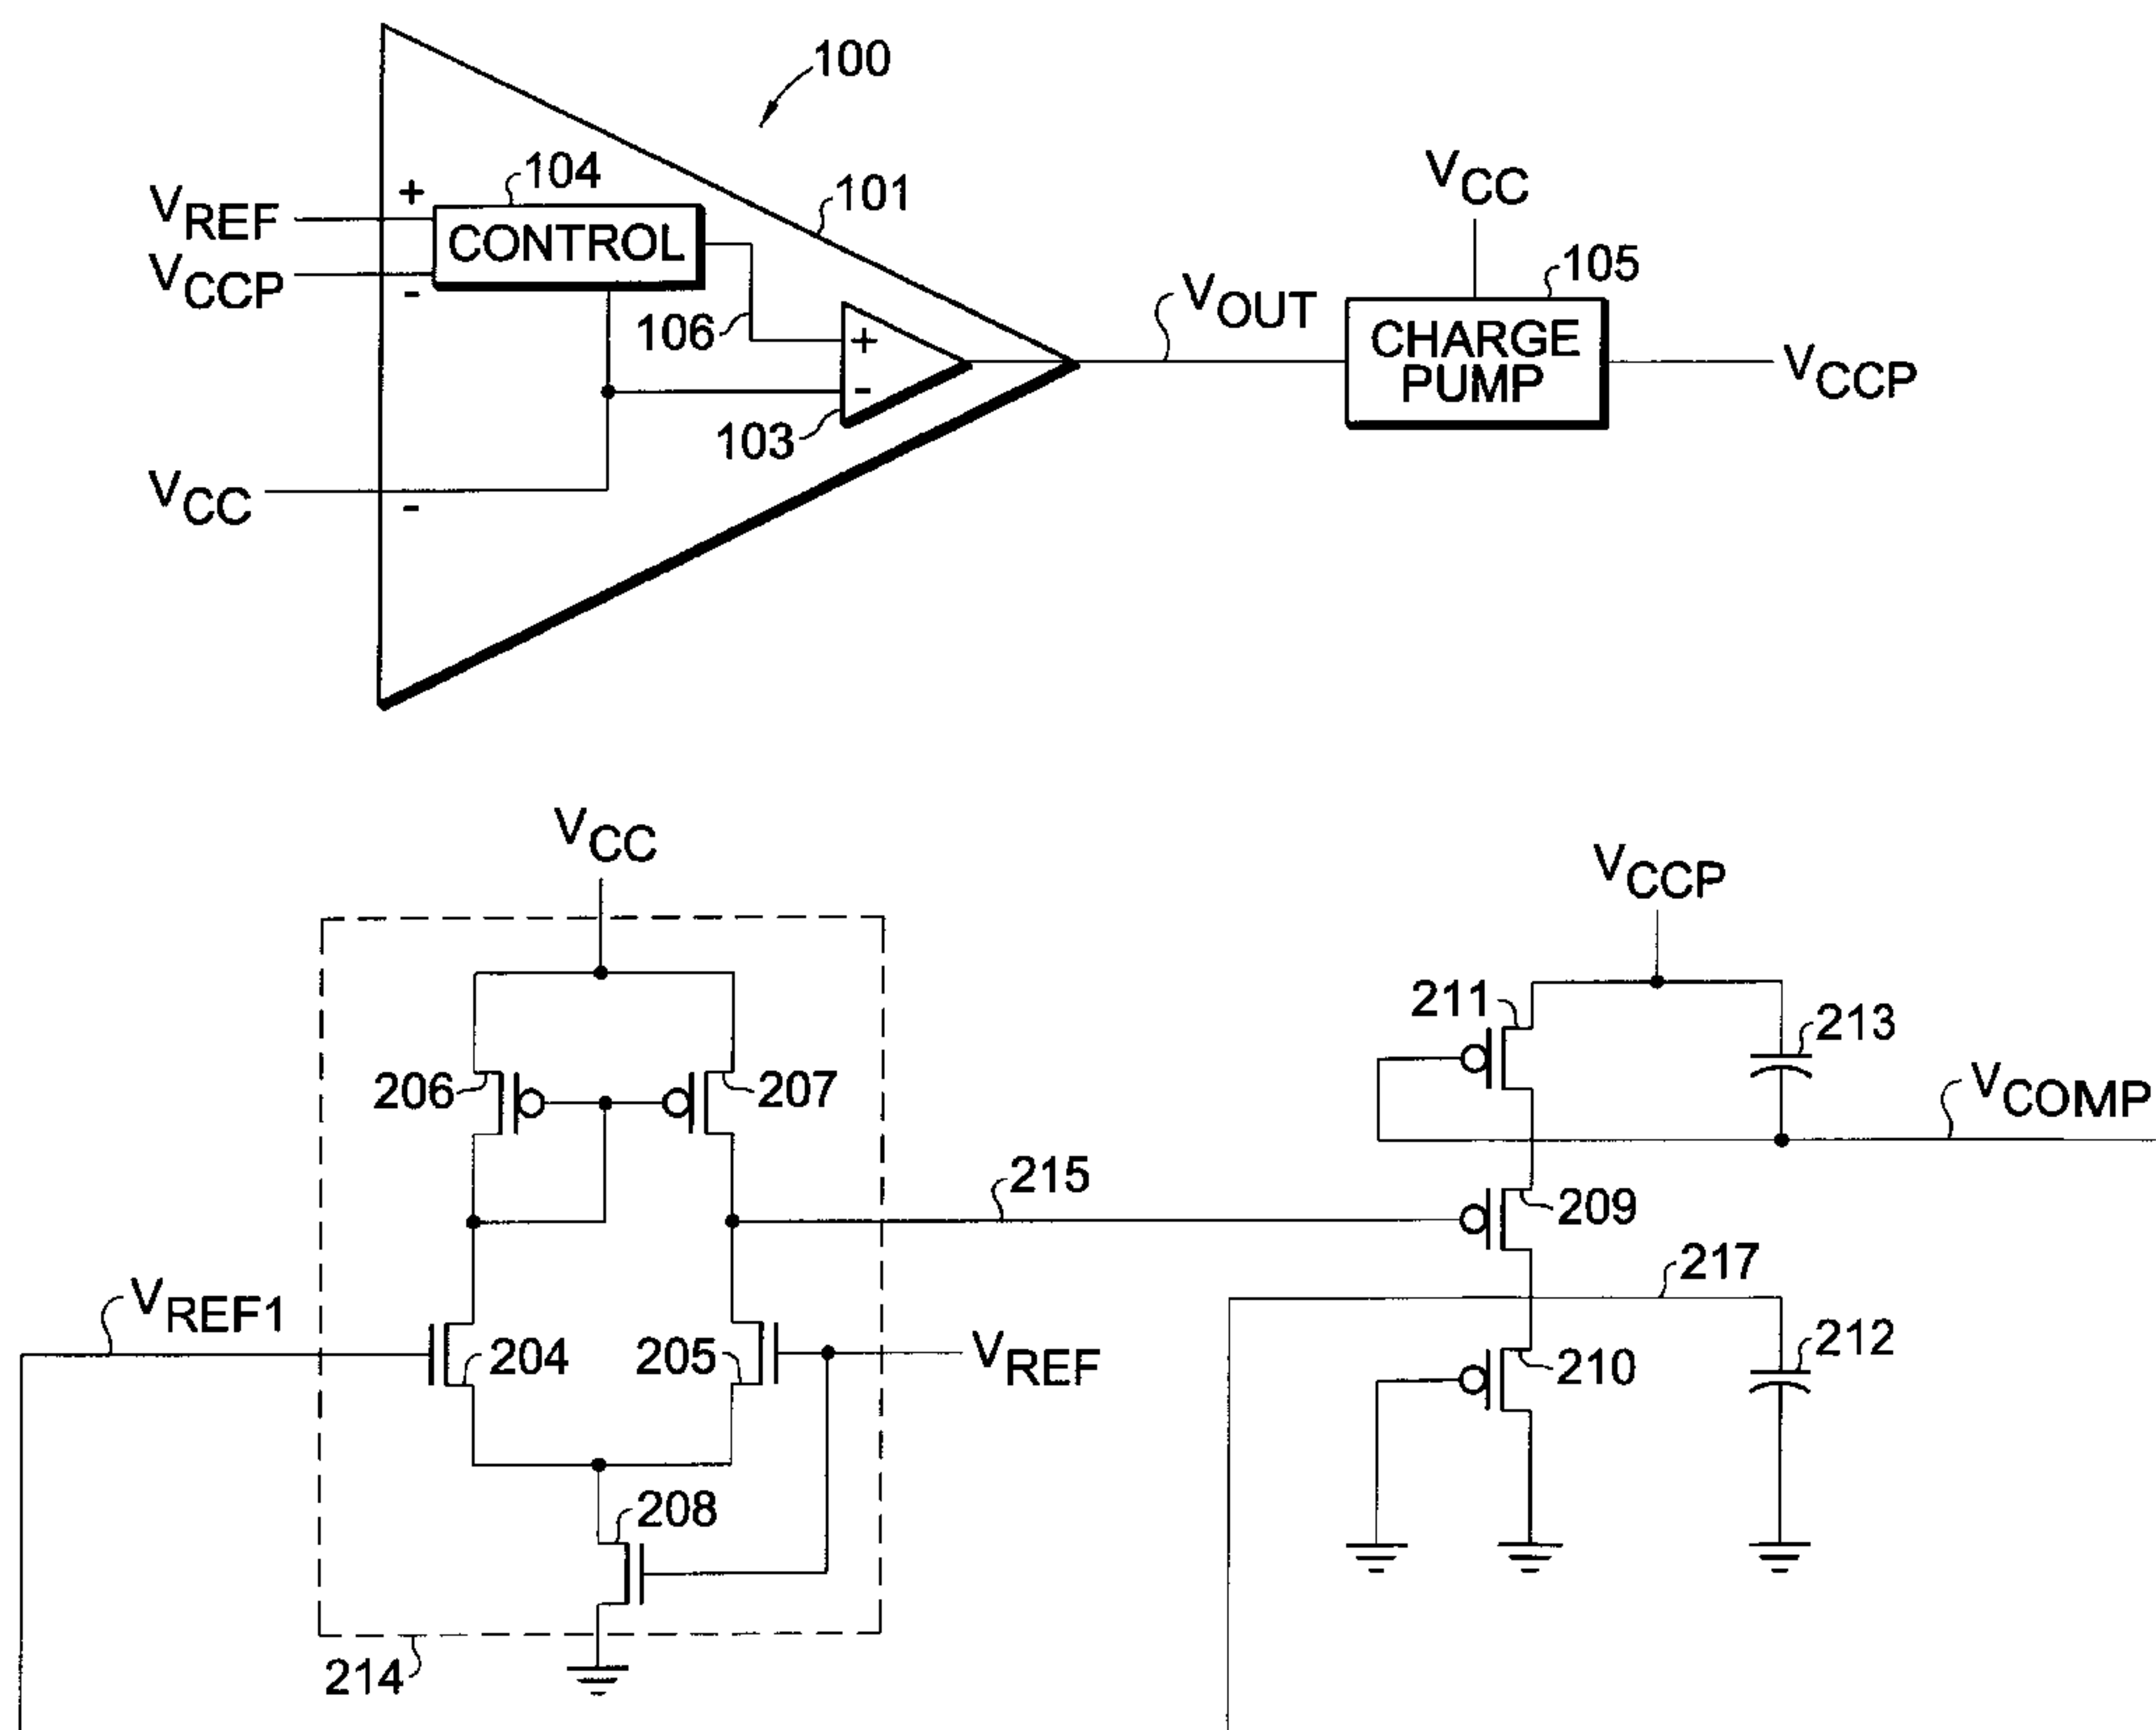 100
104
101
VREF
+
CONTROL
VCCP
-
106
+
-
103
VCC
-
VOUT
VCC
105
CHARGE
PUMP
VCCP
VCC
VCCP
211
213
206
207
VCOMP
215
209
217
VREF1
204
205
VREF
210
212
208
214